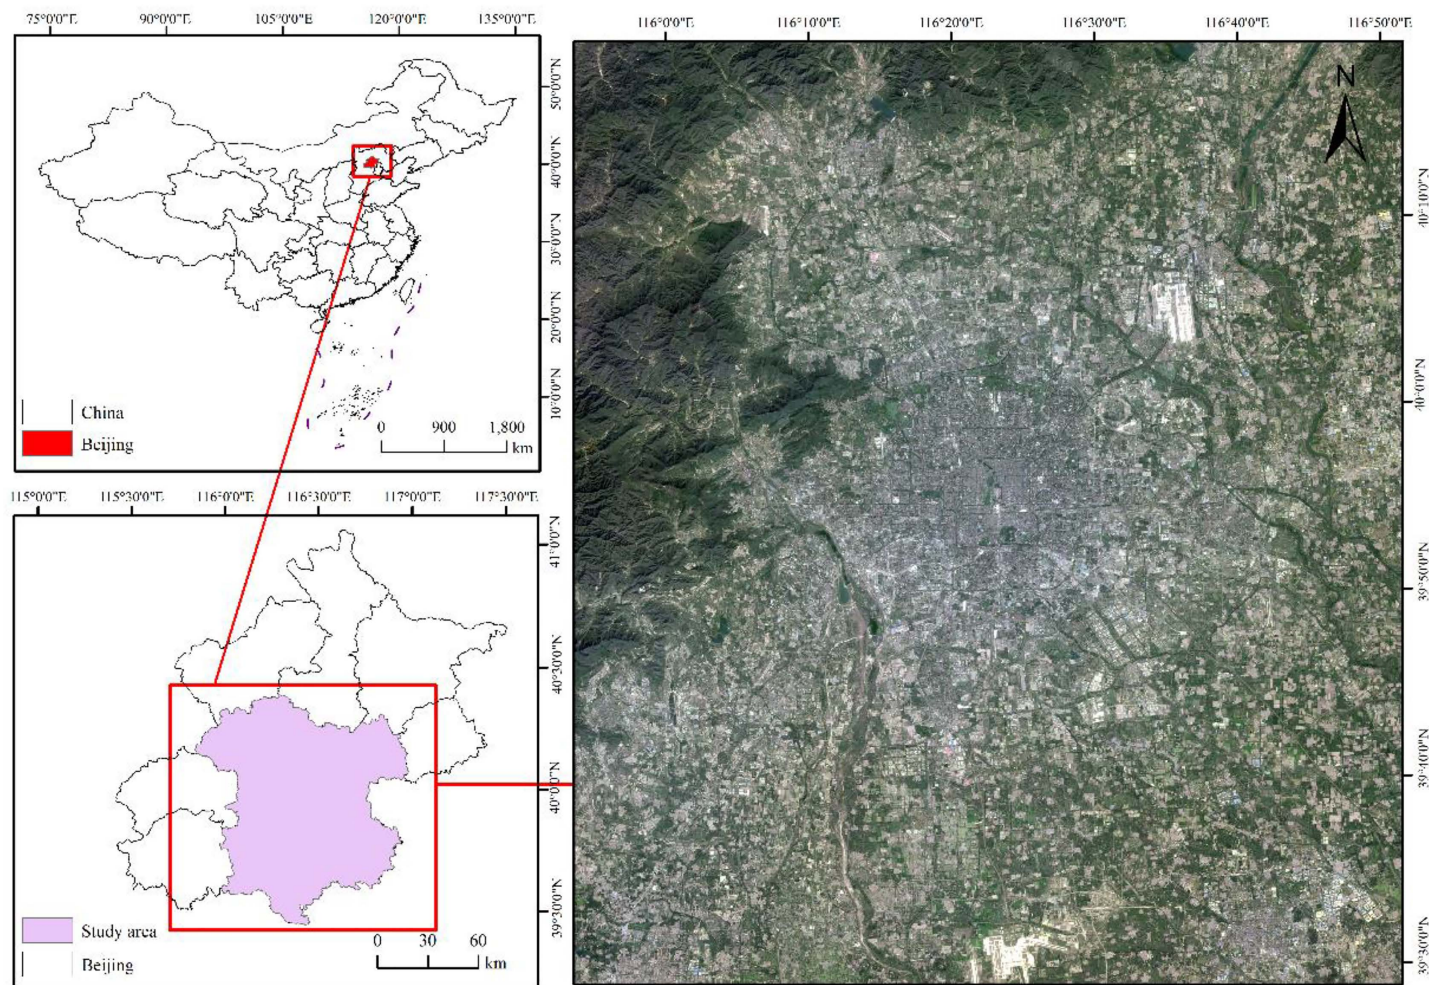 75°0'0"E 90°0'0"E 105°0'0"E 120°0'0"E 135°0'0"E
50°0'0"N
40°0'0"N
30°0'0"N
20°0'0"N
10°0'0"N
China
Beijing
0 900 1,800
km
115°0'0"E 115°30'0"E 116°0'0"E 116°30'0"E 117°0'0"E 117°30'0"E
41°0'0"N
40°30'0"N
40°0'0"N
39°30'0"N
Study area
Beijing
0 30 60
km
116°0'0"E 116°10'0"E 116°20'0"E 116°30'0"E 116°40'0"E 116°50'0"E
N
40°10'0"N
40°0'0"N
39°50'0"N
39°40'0"N
39°30'0"N